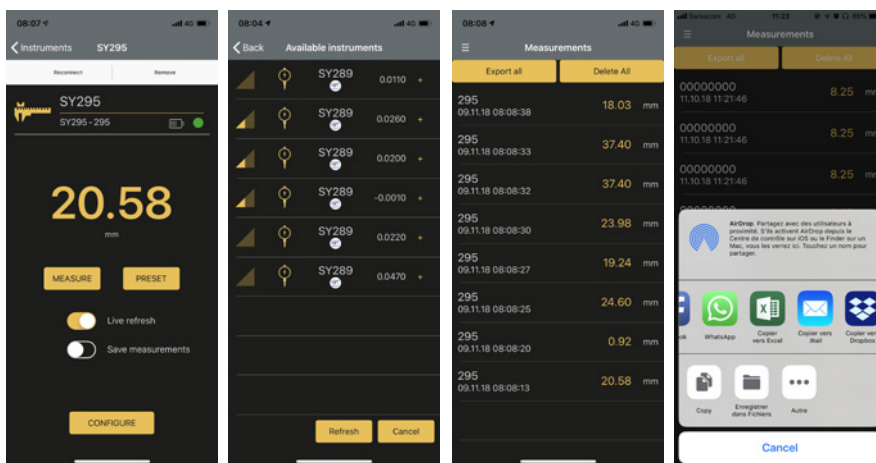 08:07
4G
Instruments
SY295
Reconnect
Remove
SY295
SY295 - 295
20.58
mm
MEASURE
PRESET
Live refresh
Save measurements
CONFIGURE
08:04
4G
Back
Available instruments
SY289
0.0110
+
SY289
0.0260
+
SY289
0.0200
+
SY289
-0.0010
+
SY289
0.0220
+
SY289
0.0470
+
Refresh
Cancel
08:08
4G
Measurements
Export all
Delete All
295
09.11.18 08:08:38
18.03 mm
295
09.11.18 08:08:33
37.40 mm
295
09.11.18 08:08:32
37.40 mm
295
09.11.18 08:08:30
23.98 mm
295
09.11.18 08:08:27
19.24 mm
295
09.11.18 08:08:25
24.60 mm
295
09.11.18 08:08:20
0.92 mm
295
09.11.18 08:08:13
20.58 mm
Swisscom 4G
11:23
85%
Measurements
Export all
Delete All
00000000
11.10.18 11:21:46
8.25
00000000
11.10.18 11:21:46
8.25
00000000
11.10.18 11:21:46
8.25
AirDrop. Partagez avec des utilisateurs à
proximité. S'ils activent AirDrop depuis le
Centre de contrôle sur iOS ou le Finder sur un
Mac, vous les verrez ici. Touchez un nom pour
partager.
WhatsApp
Copier
vers Excel
Copier vers
Mail
Copier vers
Dropbox
Copy
Enregistrer
dans Fichiers
Autre
Cancel